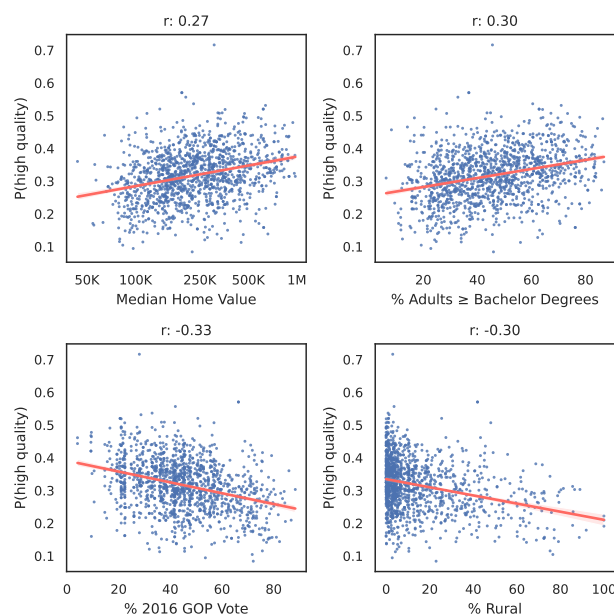 r: 0.27
0.7
0.6
0.5
0.4
0.3
0.2
0.1
P(high quality)
50K 100K 250K 500K 1M
Median Home Value
r: 0.30
0.7
0.6
0.5
0.4
0.3
0.2
0.1
P(high quality)
20 40 60 80
% Adults ≥ Bachelor Degrees
r: -0.33
0.7
0.6
0.5
0.4
0.3
0.2
0.1
P(high quality)
0 20 40 60 80
% 2016 GOP Vote
r: -0.30
0.7
0.6
0.5
0.4
0.3
0.2
0.1
P(high quality)
0 20 40 60 80 100
% Rural